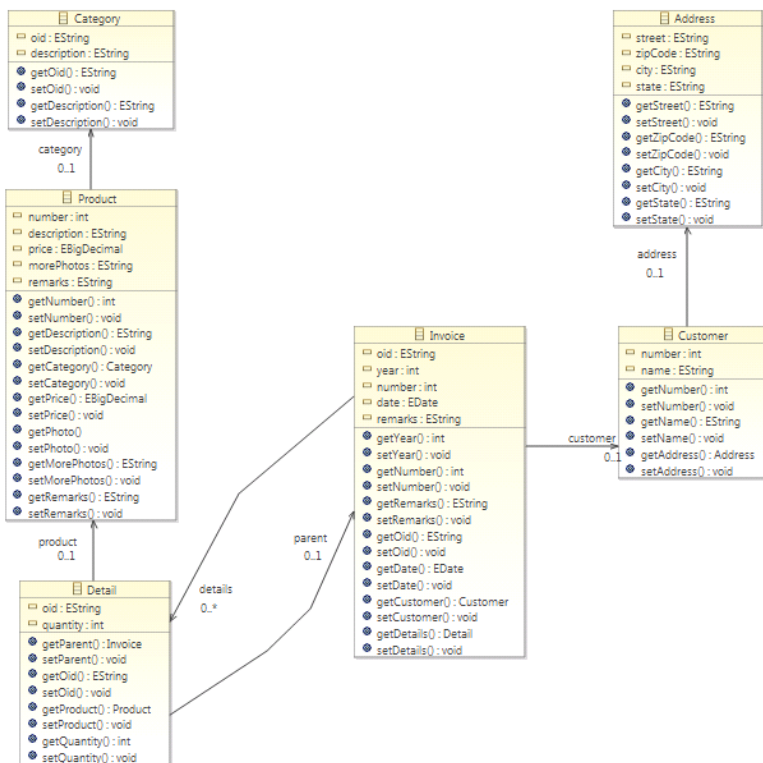 Category
oid : EString
description : EString
getOid() : EString
setOid() : void
getDescription() : EString
setDescription() : void
category
0..1
Product
number : int
description : EString
price : EBigDecimal
morePhotos : EString
remarks : EString
getNumber() : int
setNumber() : void
getDescription() : EString
setDescription() : void
getCategory() : Category
setCategory() : void
getPrice() : EBigDecimal
setPrice() : void
getPhoto()
setPhoto() : void
getMorePhotos() : EString
setMorePhotos() : void
getRemarks() : EString
setRemarks() : void
product
0..1
Detail
oid : EString
quantity : int
getParent() : Invoice
setParent() : void
getOid() : EString
setOid() : void
getProduct() : Product
setProduct() : void
getQuantity() : int
setQuantity() : void
details
0..*
parent
0..1
Invoice
oid : EString
year : int
number : int
date : EDate
remarks : EString
getYear() : int
setYear() : void
getNumber() : int
setNumber() : void
getRemarks() : EString
setRemarks() : void
getOid() : EString
setOid() : void
getDate() : EDate
setDate() : void
getCustomer() : Customer
setCustomer() : void
getDetails() : Detail
setDetails() : void
customer
0..1
Address
street : EString
zipCode : EString
city : EString
state : EString
getStreet() : EString
setStreet() : void
getZipCode() : EString
setZipCode() : void
getCity() : EString
setCity() : void
getState() : EString
setState() : void
address
0..1
Customer
number : int
name : EString
getNumber() : int
setNumber() : void
getName() : EString
setName() : void
getAddress() : Address
setAddress() : void